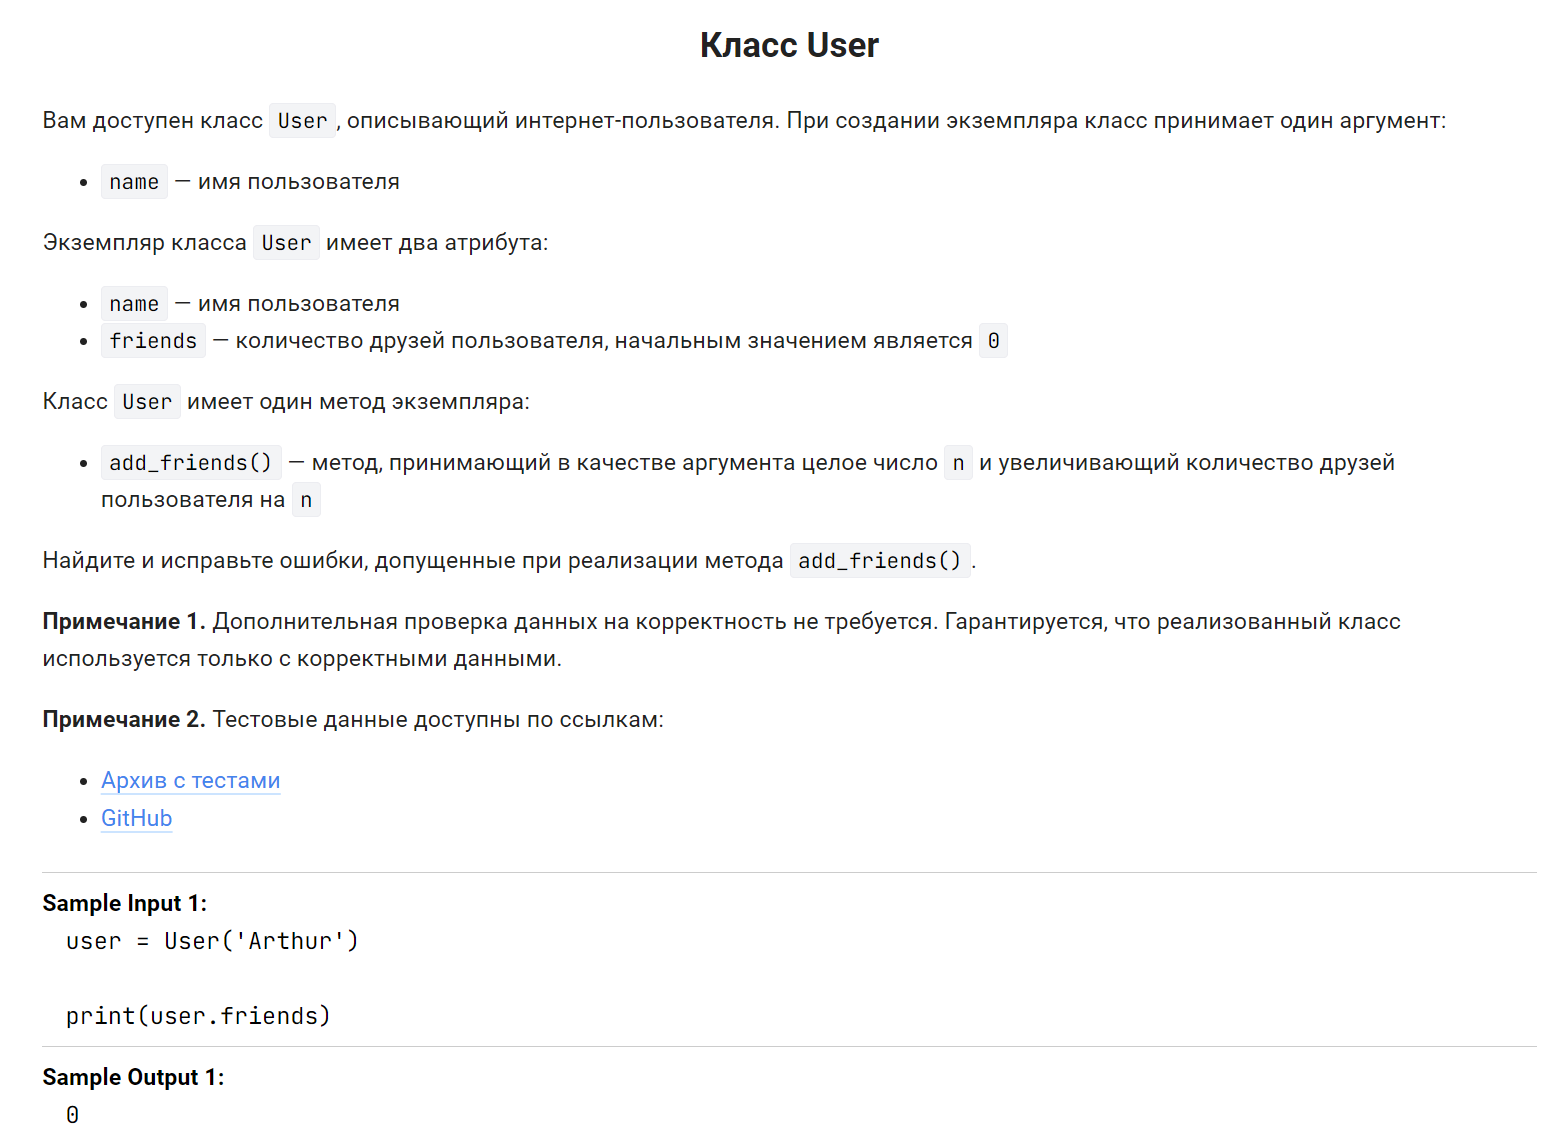 Класс User
Вам доступен класс User, описывающий интернет-пользователя. При создании экземпляра класс принимает один аргумент:
• name — имя пользователя
Экземпляр класса User имеет два атрибута:
• name — имя пользователя
• friends — количество друзей пользователя, начальным значением является 0
Класс User имеет один метод экземпляра:
• add_friends() — метод, принимающий в качестве аргумента целое число n и увеличивающий количество друзей
пользователя на n
Найдите и исправьте ошибки, допущенные при реализации метода add_friends().
Примечание 1. Дополнительная проверка данных на корректность не требуется. Гарантируется, что реализованный класс
используется только с корректными данными.
Примечание 2. Тестовые данные доступны по ссылкам:
• Архив с тестами
• GitHub
Sample Input 1:
user = User('Arthur')
print(user.friends)
Sample Output 1:
0